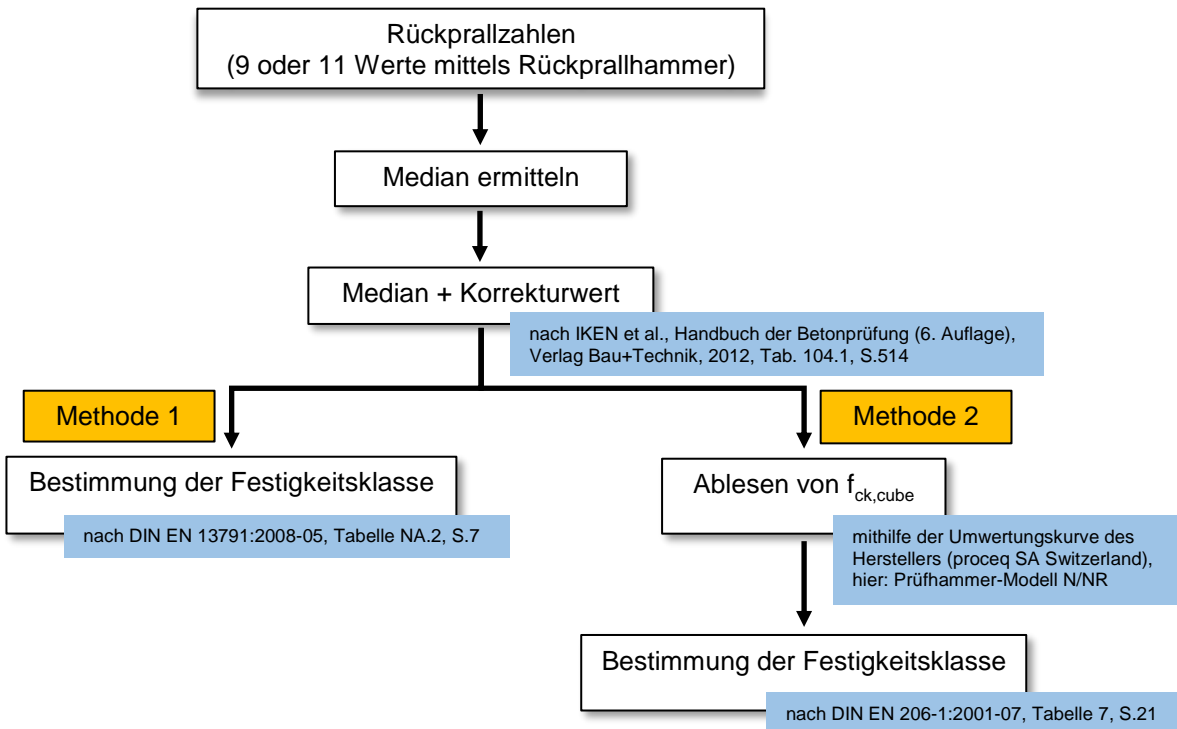 Rückprallzahlen
(9 oder 11 Werte mittels Rückprallhammer)
Median ermitteln
Median + Korrekturwert
nach IKEN et al., Handbuch der Betonprüfung (6. Auflage),
Verlag Bau+Technik, 2012, Tab. 104.1, S.514
Methode 1
Bestimmung der Festigkeitsklasse
nach DIN EN 13791:2008-05, Tabelle NA.2, S.7
Methode 2
Ablesen von fck,cube
mithilfe der Umwertungskurve des
Herstellers (proceq SA Switzerland),
hier: Prüfhammer-Modell N/NR
Bestimmung der Festigkeitsklasse
nach DIN EN 206-1:2001-07, Tabelle 7, S.21